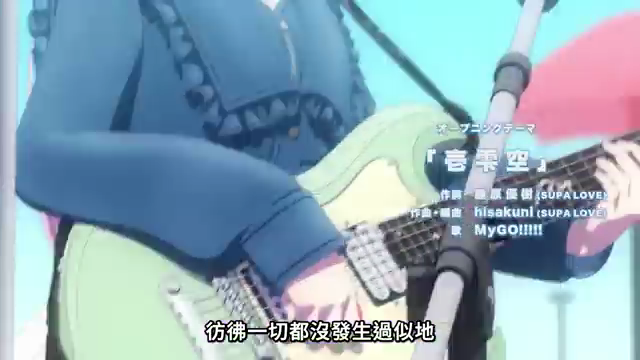 オープニングテーマ
『壱雫空』
作詞 藤原優樹(SUPA LOVE)
作曲・編曲 hisakuni(SUPA LOVE)
歌 MyGO!!!!!
彷彿一切都沒發生過似地